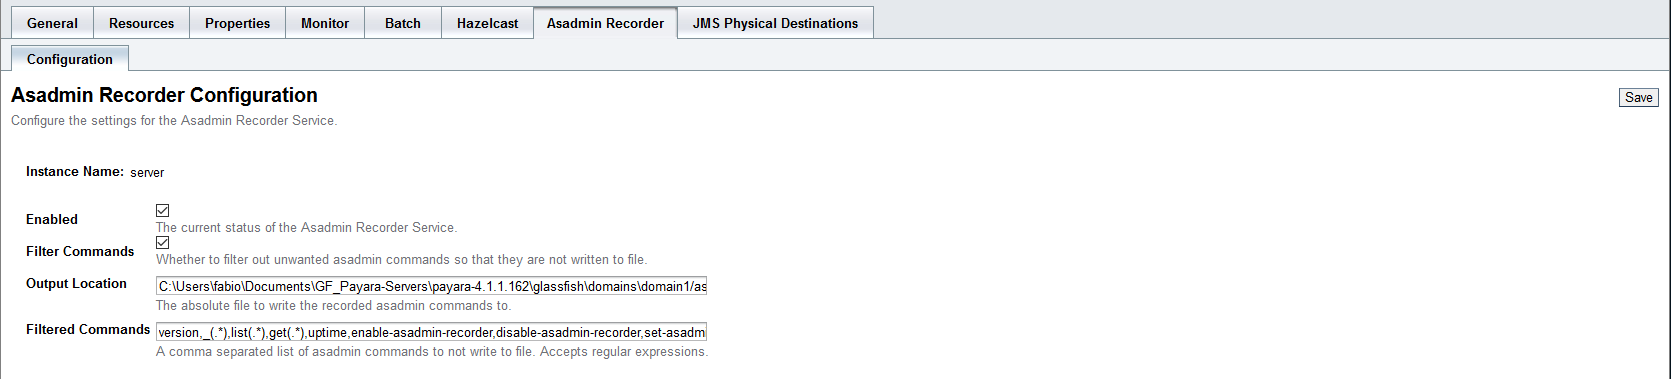 General Resources Properties Monitor Batch Hazelcast Asadmin Recorder JMS Physical Destinations
Configuration
Asadmin Recorder Configuration
Save
Configure the settings for the Asadmin Recorder Service.
Instance Name: server
Enabled
The current status of the Asadmin Recorder Service.
Filter Commands
Whether to filter out unwanted asadmin commands so that they are not written to file.
Output Location C:\Users\fabio\Documents\GF_Payara-Servers\payara-4.1.1.162\glassfish\domains\domain1/as
The absolute file to write the recorded asadmin commands to.
Filtered Commands version,_(.*),list(.*),get(.*),uptime,enable-asadmin-recorder,disable-asadmin-recorder,set-asadm
A comma separated list of asadmin commands to not write to file. Accepts regular expressions.